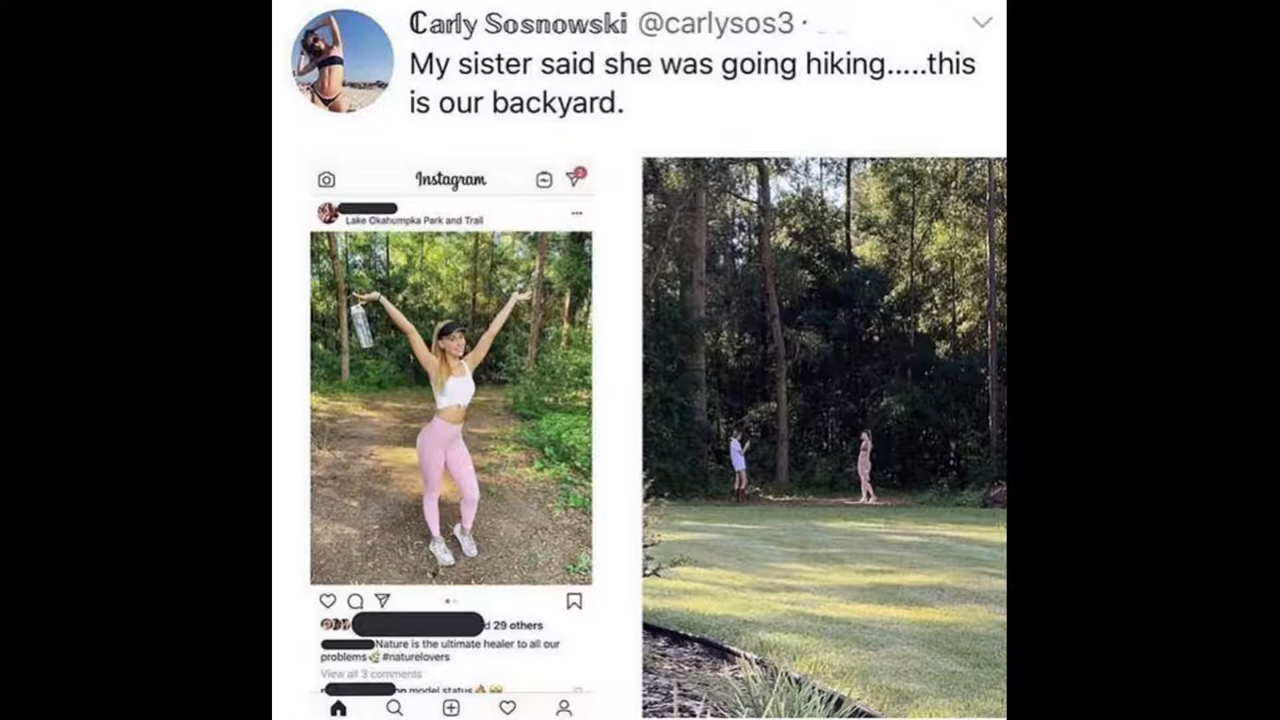 ℂarly Sosnowski @carlysos3 ·
My sister said she was going hiking.....this
is our backyard.
Instagram
Lake Okahumpka Park and Trail
29 others
Nature is the ultimate healer to all our
problems🌿 #naturelovers
View all 3 comments
model status🔥